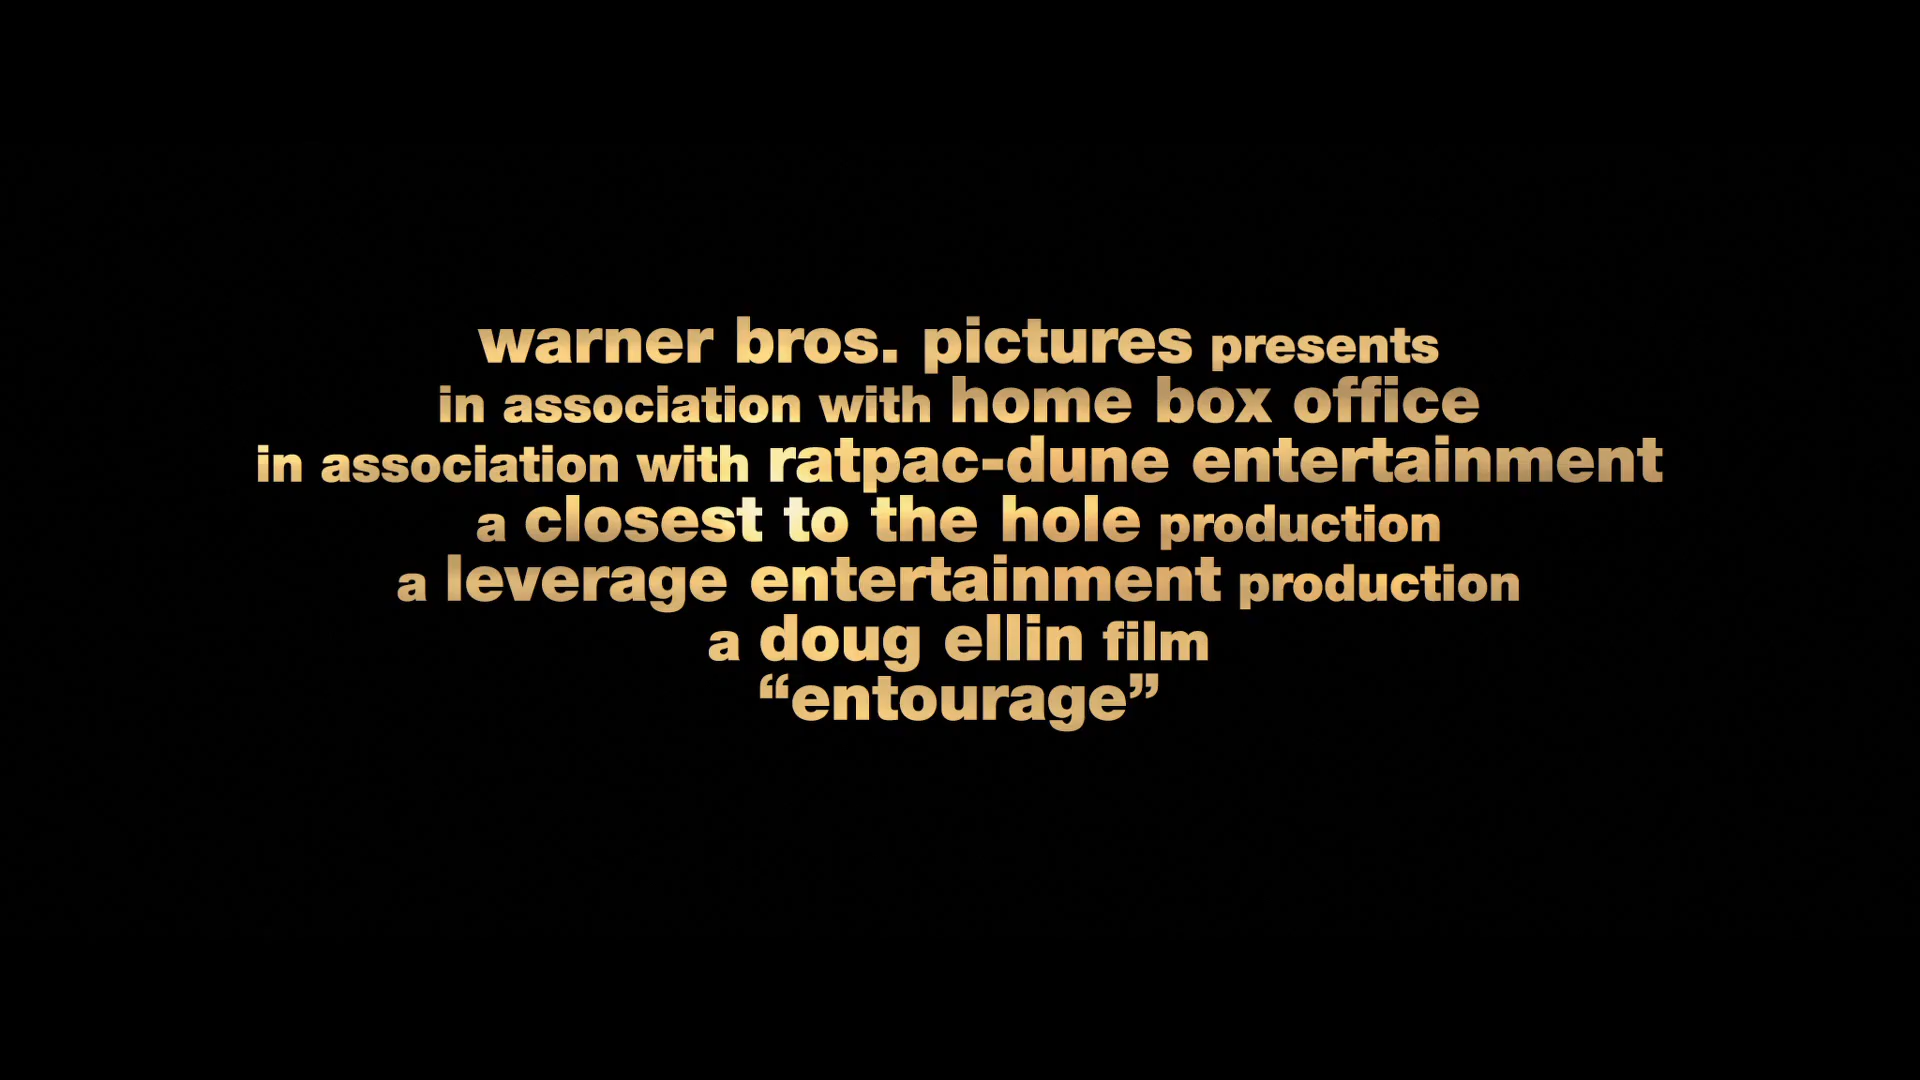 warner bros. pictures presents
in association with home box office
in association with ratpac-dune entertainment
a closest to the hole production
a leverage entertainment production
a doug ellin film
“entourage”